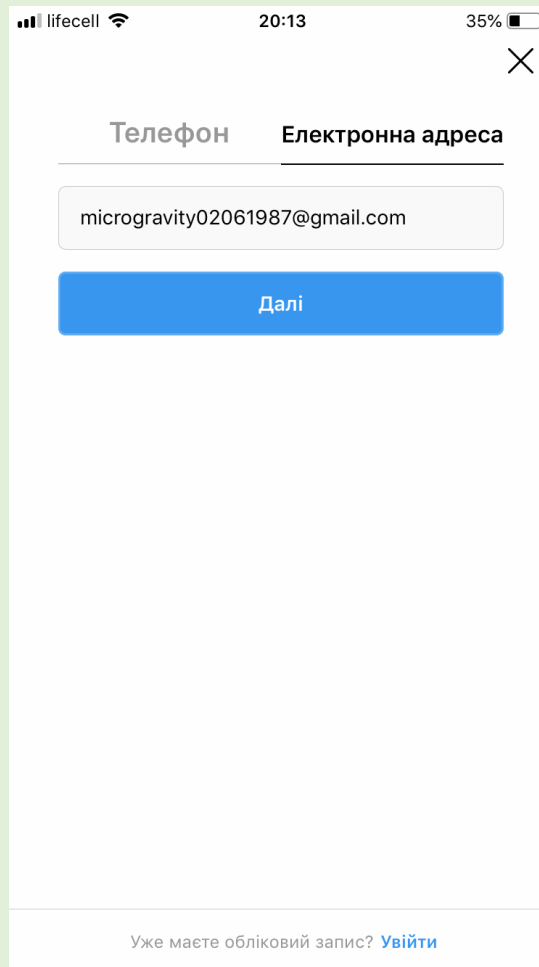 lifecell 20:13 35%
Телефон Електронна адреса
microgravity02061987@gmail.com
Далі
Уже маєте обліковий запис? Увійти